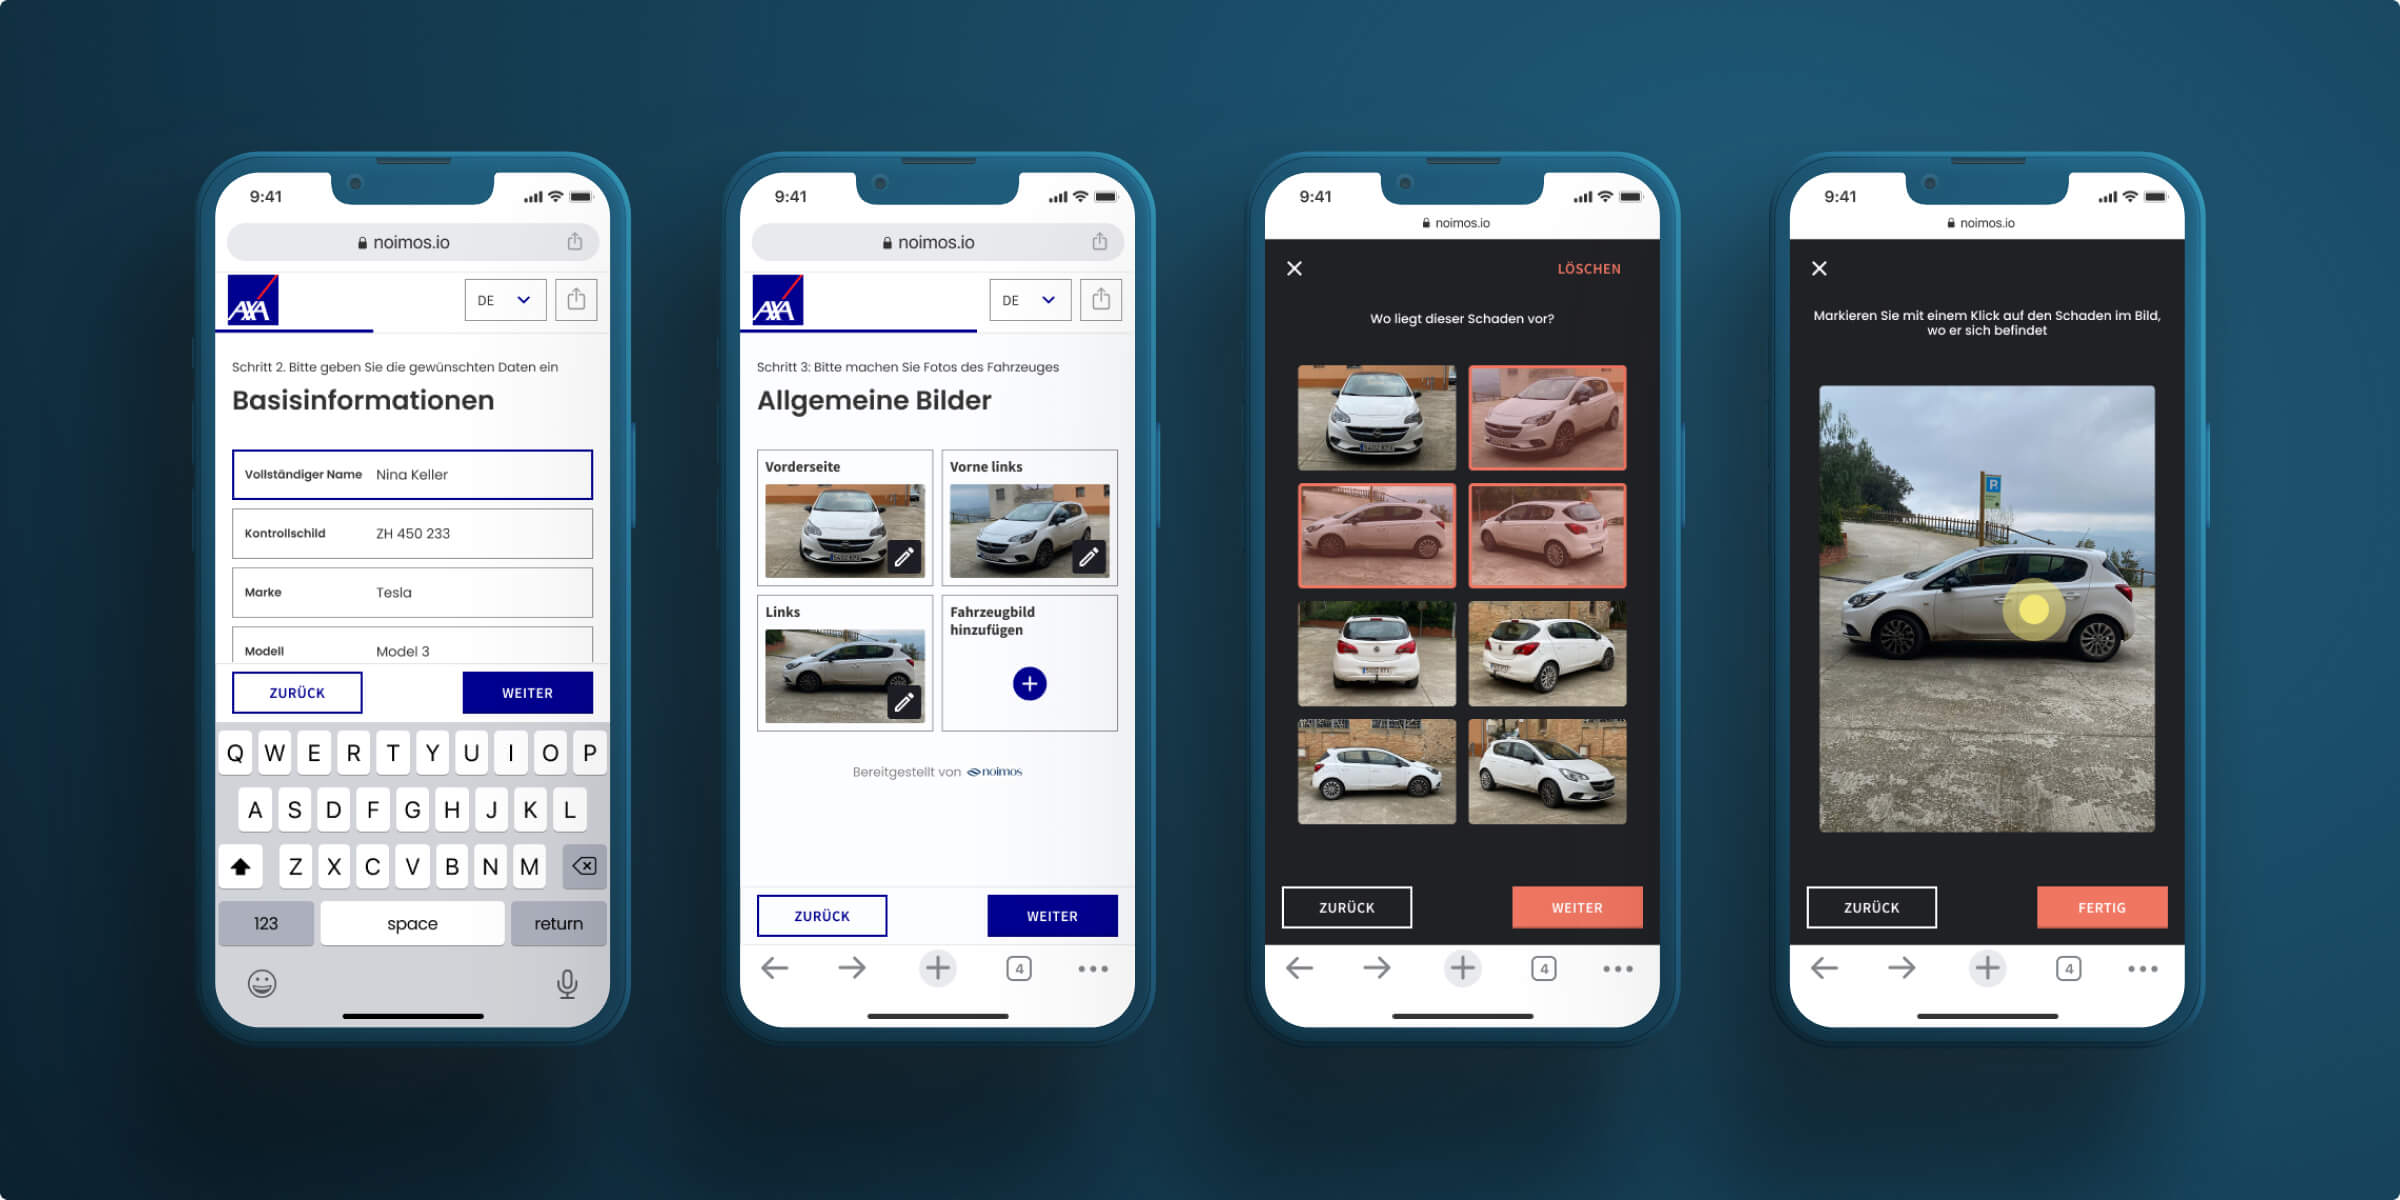 9:41
noimos.io
AXA
DE
Schritt 2. Bitte geben Sie die gewünschten Daten ein
Basisinformationen
Vollständiger Name Nina Keller
Kontrollschild ZH 450 233
Marke Tesla
Modell Model 3
ZURÜCK WEITER
Q W E R T Y U I O P
A S D F G H J K L
Z X C V B N M
123 space return
9:41
noimos.io
AXA
DE
Schritt 3: Bitte machen Sie Fotos des Fahrzeuges
Allgemeine Bilder
Vorderseite
Vorne links
Links
Fahrzeugbild
hinzufügen
Bereitgestellt von noimos
ZURÜCK WEITER
4
9:41
noimos.io
LÖSCHEN
Wo liegt dieser Schaden vor?
ZURÜCK WEITER
4
9:41
noimos.io
Markieren Sie mit einem Klick auf den Schaden im Bild,
wo er sich befindet
P
ZURÜCK FERTIG
4